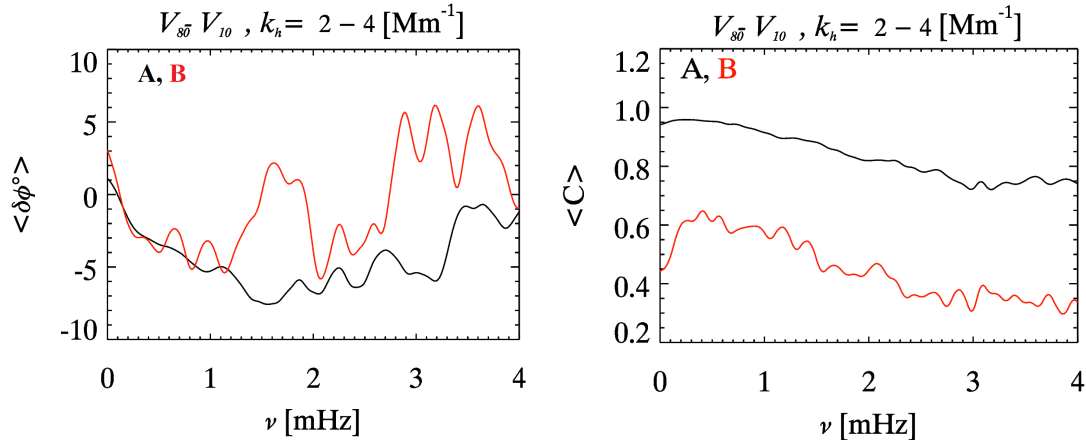 V₈₀- V₁₀ , kₕ = 2 – 4 [Mm⁻¹]
A, B
10
5
0
-5
-10
<δφ°>
0 1 2 3 4
ν [mHz]
V₈₀- V₁₀ , kₕ = 2 – 4 [Mm⁻¹]
A, B
1.2
1.0
0.8
0.6
0.4
0.2
<C>
0 1 2 3 4
ν [mHz]